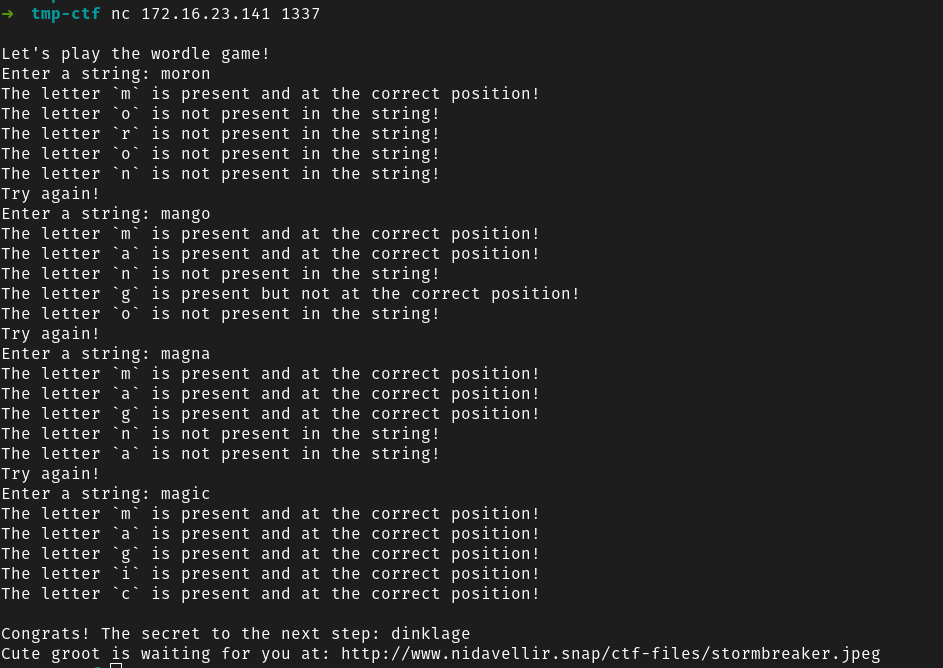 → tmp-ctf nc 172.16.23.141 1337
Let's play the wordle game!
Enter a string: moron
The letter `m` is present and at the correct position!
The letter `o` is not present in the string!
The letter `r` is not present in the string!
The letter `o` is not present in the string!
The letter `n` is not present in the string!
Try again!
Enter a string: mango
The letter `m` is present and at the correct position!
The letter `a` is present and at the correct position!
The letter `n` is not present in the string!
The letter `g` is present but not at the correct position!
The letter `o` is not present in the string!
Try again!
Enter a string: magna
The letter `m` is present and at the correct position!
The letter `a` is present and at the correct position!
The letter `g` is present and at the correct position!
The letter `n` is not present in the string!
The letter `a` is not present in the string!
Try again!
Enter a string: magic
The letter `m` is present and at the correct position!
The letter `a` is present and at the correct position!
The letter `g` is present and at the correct position!
The letter `i` is present and at the correct position!
The letter `c` is present and at the correct position!
Congrats! The secret to the next step: dinklage
Cute groot is waiting for you at: http://www.nidavellir.snap/ctf-files/stormbreaker.jpeg